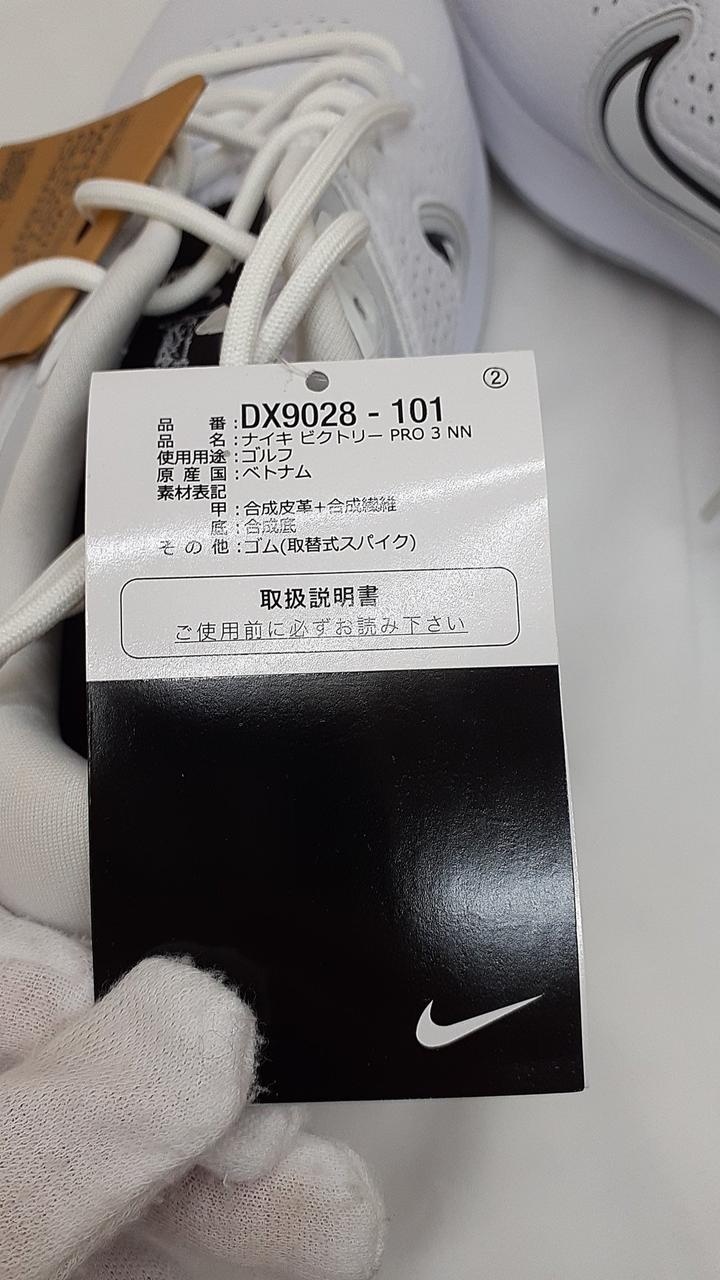 ②
品 番:DX9028 - 101
品 名:ナイキ ビクトリー PRO 3 NN
使用用途:ゴルフ
原 産 国:ベトナム
素材表記
甲:合成皮革+合成繊維
底:合成底
そ の 他:ゴム(取替式スパイク)
取扱説明書
ご使用前に必ずお読み下さい